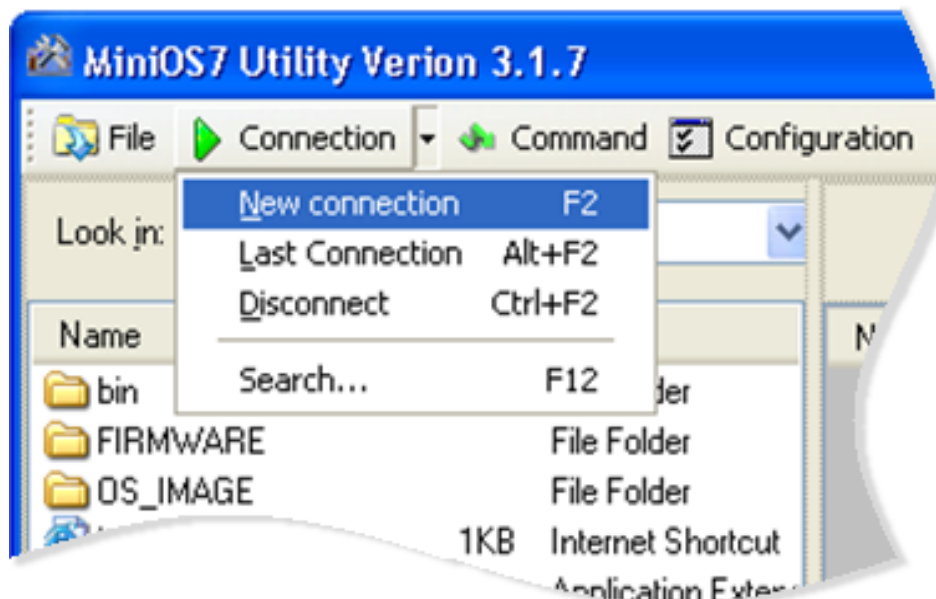 MiniOS7 Utility Verion 3.1.7
File Connection Command Configuration
New connection F2
Look in:
Last Connection Alt+F2
Disconnect Ctrl+F2
Name
Search... F12
bin
FIRMWARE File Folder
OS_IMAGE File Folder
1KB Internet Shortcut
Application